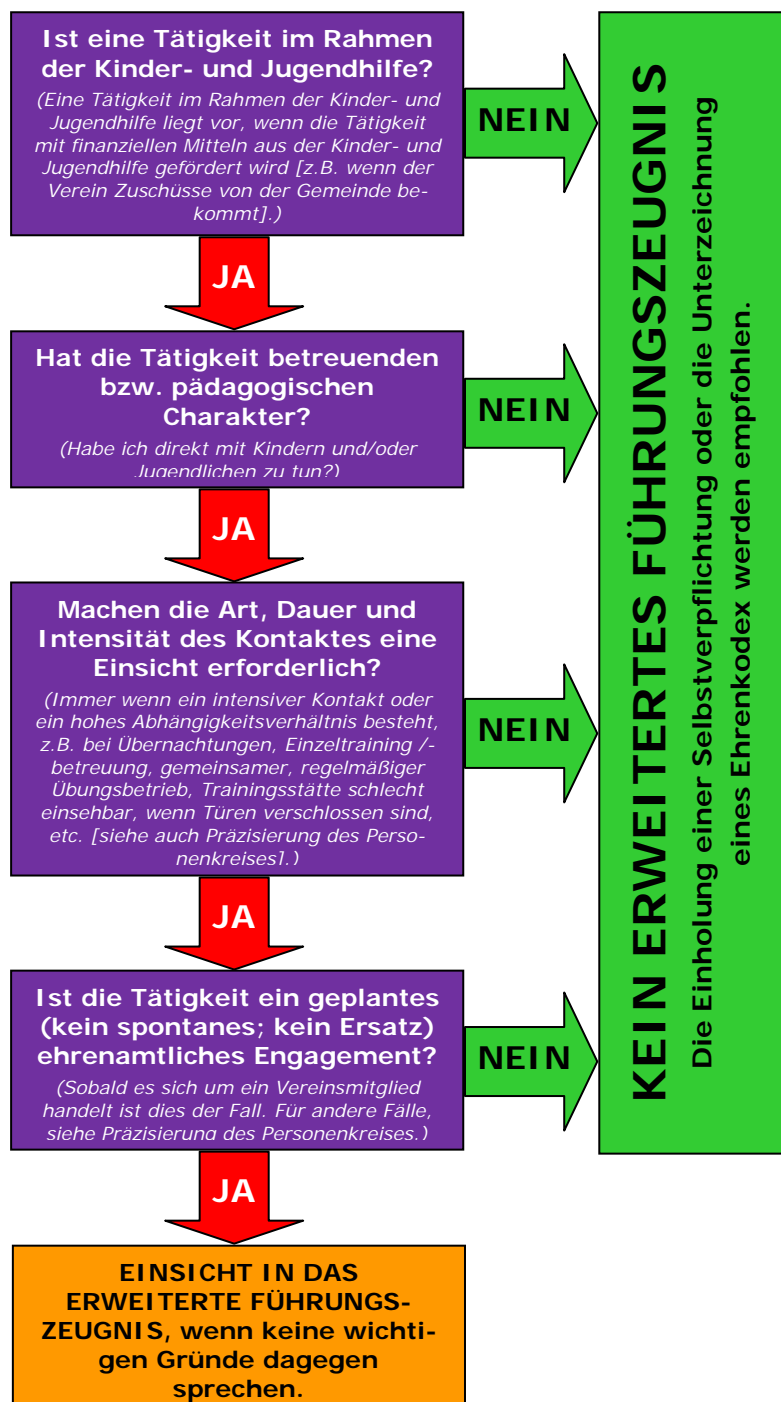 Ist eine Tätigkeit im Rahmen
der Kinder- und Jugendhilfe?
(Eine Tätigkeit im Rahmen der Kinder- und
Jugendhilfe liegt vor, wenn die Tätigkeit
mit finanziellen Mitteln aus der Kinder- und
Jugendhilfe gefördert wird [z.B. wenn der
Verein Zuschüsse von der Gemeinde be-
kommt].)
NEIN
JA
Hat die Tätigkeit betreuenden
bzw. pädagogischen
Charakter?
(Habe ich direkt mit Kindern und/oder
Jugendlichen zu tun?)
NEIN
JA
Machen die Art, Dauer und
Intensität des Kontaktes eine
Einsicht erforderlich?
(Immer wenn ein intensiver Kontakt oder
ein hohes Abhängigkeitsverhältnis besteht,
z.B. bei Übernachtungen, Einzeltraining /-
betreuung, gemeinsamer, regelmäßiger
Übungsbetrieb, Trainingsstätte schlecht
einsehbar, wenn Türen verschlossen sind,
etc. [siehe auch Präzisierung des Perso-
nenkreises].)
NEIN
JA
Ist die Tätigkeit ein geplantes
(kein spontanes; kein Ersatz)
ehrenamtliches Engagement?
(Sobald es sich um ein Vereinsmitglied
handelt ist dies der Fall. Für andere Fälle,
siehe Präzisierung des Personenkreises.)
NEIN
JA
EINSICHT IN DAS
ERWEITERTE FÜHRUNGS-
ZEUGNIS, wenn keine wichti-
gen Gründe dagegen
sprechen.
KEIN ERWEITERTES FÜHRUNGSZEUGNIS
Die Einholung einer Selbstverpflichtung oder die Unterzeichnung
eines Ehrenkodex werden empfohlen.